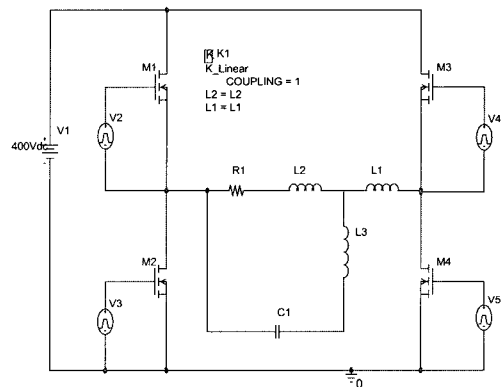 M1
K K1
K_Linear
COUPLING = 1
L2 = L2
L1 = L1
M3
V1
400Vdc
V2
V4
R1
L2
L1
M2
L3
M4
V3
C1
V5
0